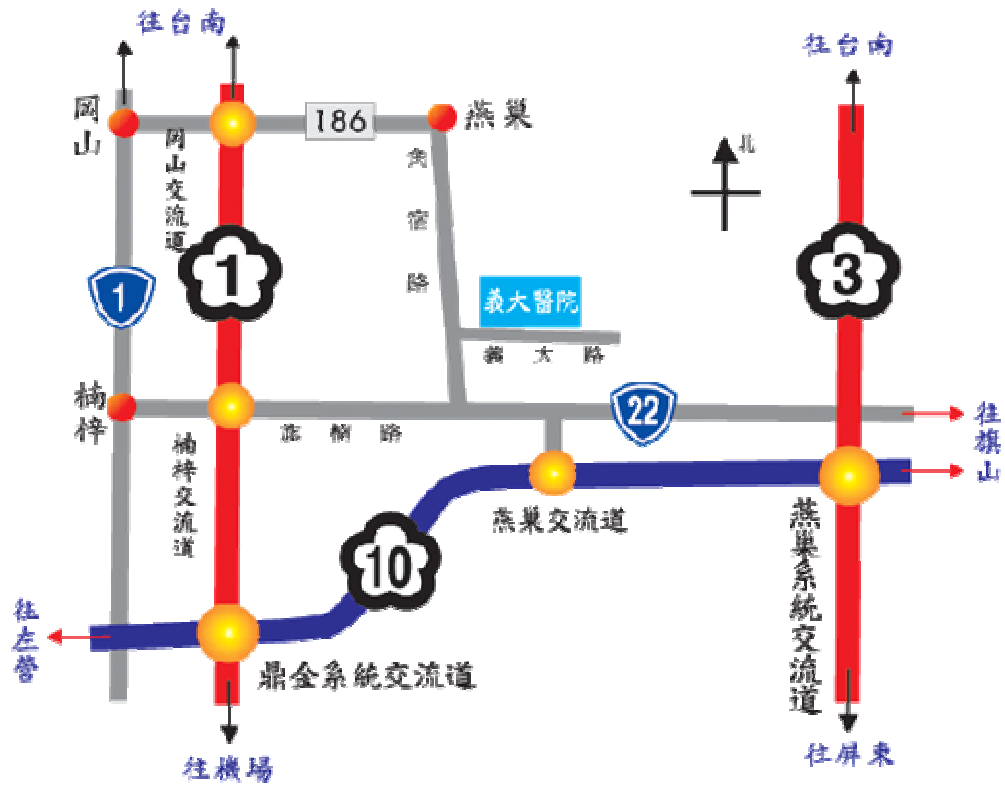 往台南
往台南
岡山
186
燕巢
岡山交流道
角宿路
北
1
1
3
義大醫院
義大路
楠梓
22
往旗山
楠梓交流道
旗楠路
燕巢交流道
燕巢系統交流道
10
往左營
鼎金系統交流道
往機場
往屏東